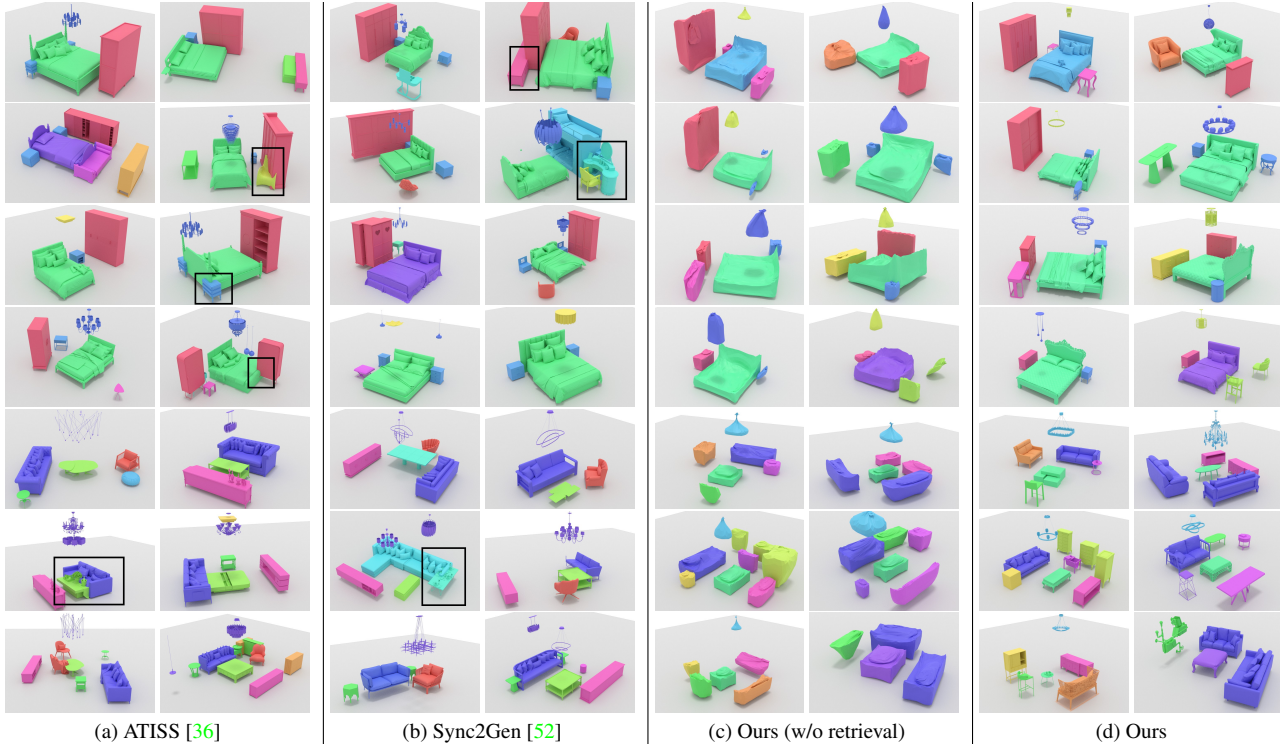 (a) ATISS [36]
(b) Sync2Gen [52]
(c) Ours (w/o retrieval)
(d) Ours